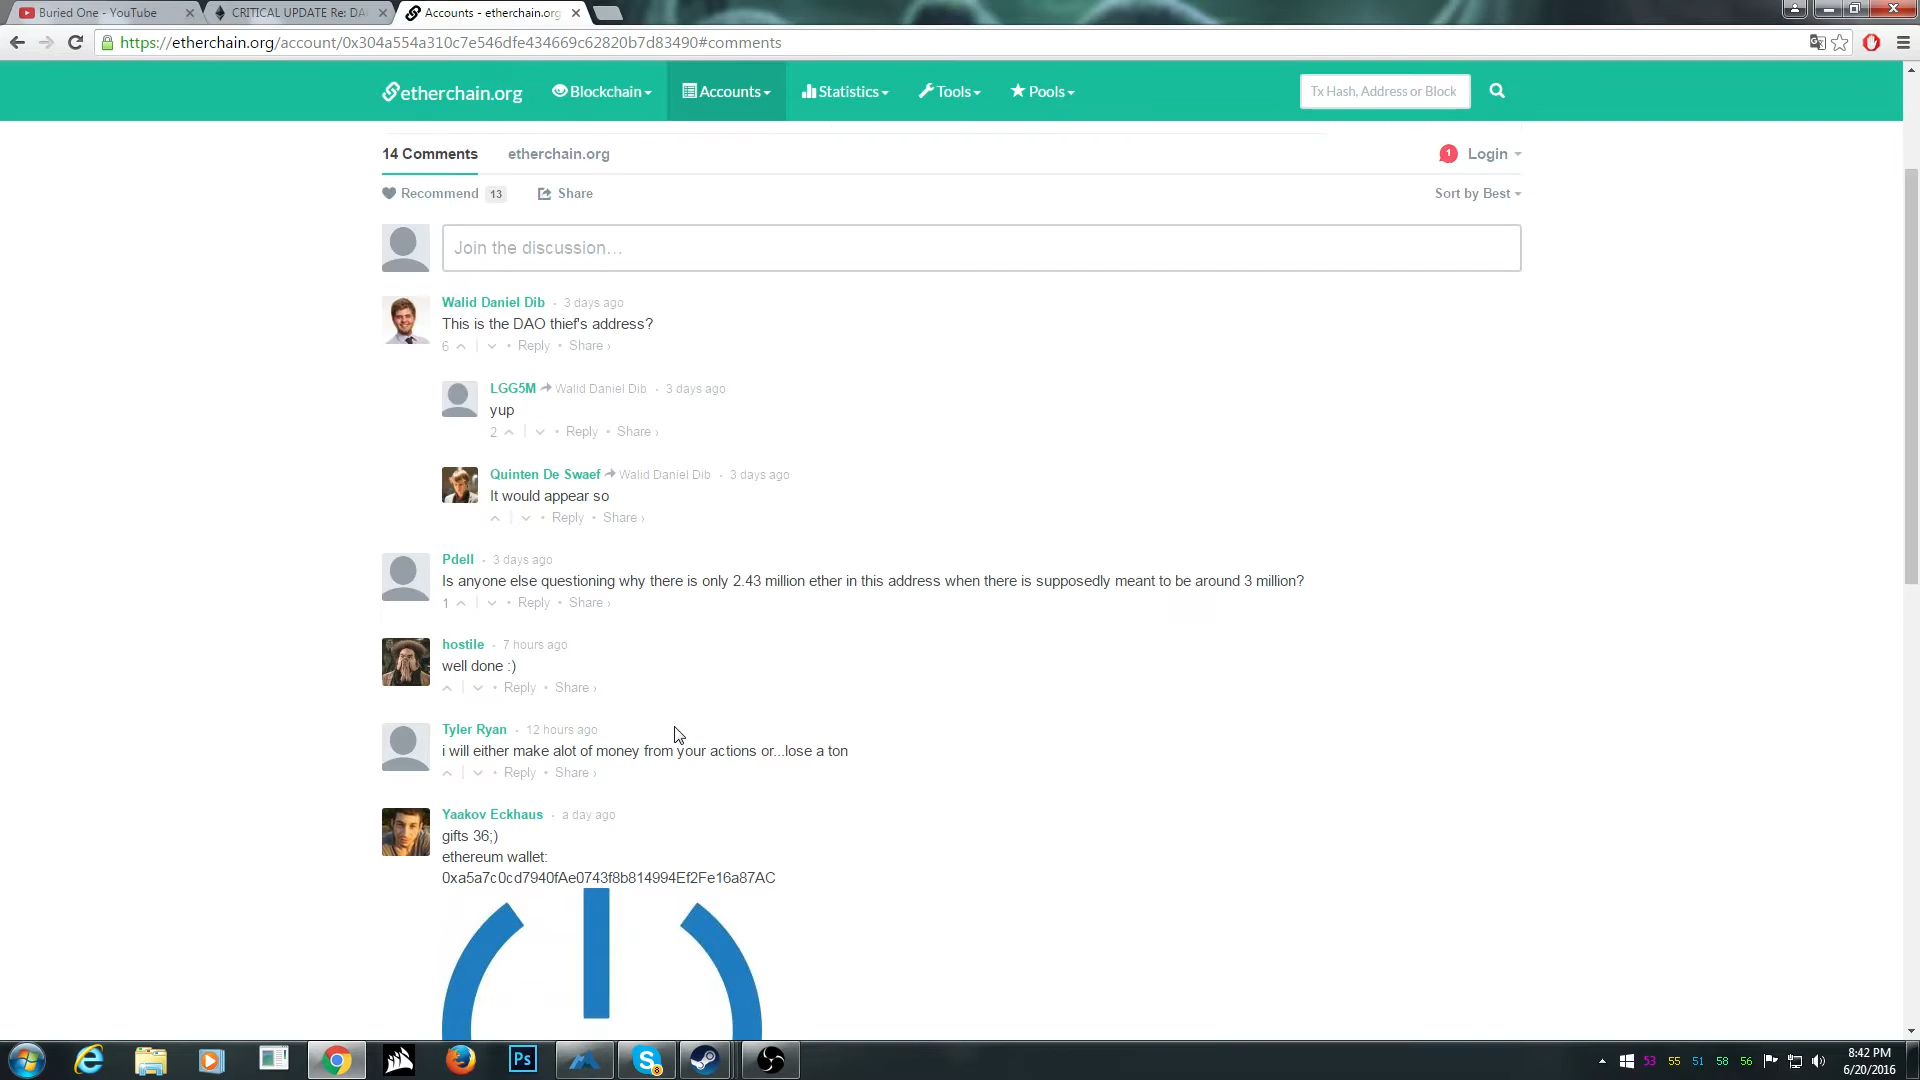 Buried One - YouTube
CRITICAL UPDATE Re: DA
Accounts - etherchain.org
https://etherchain.org/account/0x304a554a310c7e546dfe434669c62820b7d83490#comments
etherchain.org
Blockchain
Accounts
Statistics
Tools
Pools
Tx Hash, Address or Block
14 Comments
etherchain.org
1
Login
Recommend 13
Share
Sort by Best
Join the discussion...
Walid Daniel Dib - 3 days ago
This is the DAO thief's address?
6 | • Reply • Share ›
LGG5M Walid Daniel Dib - 3 days ago
yup
2 | • Reply • Share ›
Quinten De Swaef Walid Daniel Dib - 3 days ago
It would appear so
| • Reply • Share ›
Pdell - 3 days ago
Is anyone else questioning why there is only 2.43 million ether in this address when there is supposedly meant to be around 3 million?
1 | • Reply • Share ›
hostile - 7 hours ago
well done :)
| • Reply • Share ›
Tyler Ryan - 12 hours ago
i will either make alot of money from your actions or...lose a ton
| • Reply • Share ›
Yaakov Eckhaus - a day ago
gifts 36;)
ethereum wallet:
0xa5a7c0cd7940fAe0743f8b814994Ef2Fe16a87AC
Ps
8
53 55 51 58 56
8:42 PM
6/20/2016